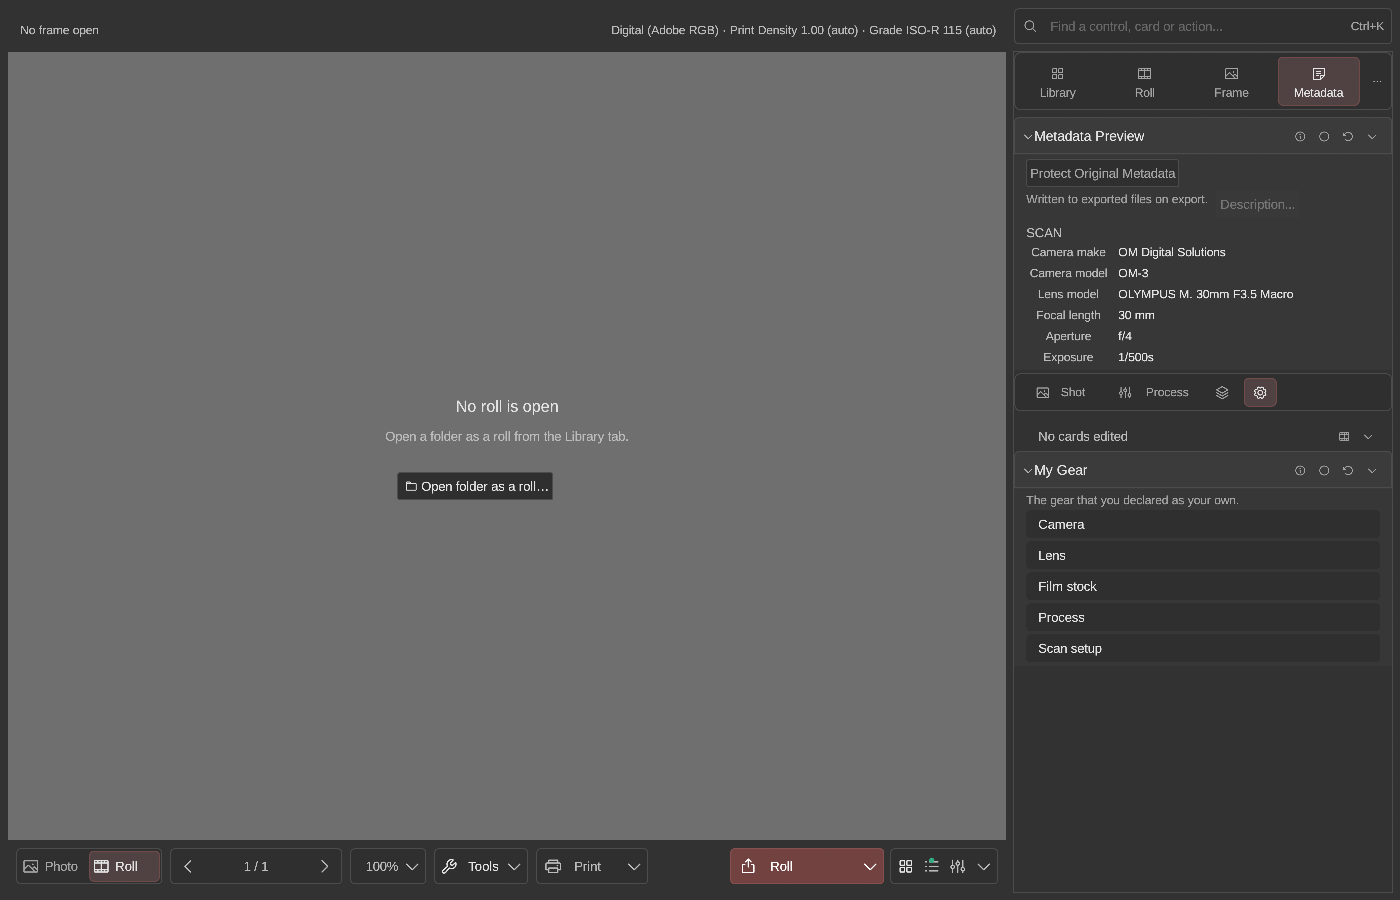 No frame open
Digital (Adobe RGB) · Print Density 1.00 (auto) · Grade ISO-R 115 (auto)
Find a control, card or action...
Ctrl+K
Library
Roll
Frame
Metadata
...
Metadata Preview
Protect Original Metadata
Written to exported files on export.
Description...
SCAN
Camera make OM Digital Solutions
Camera model OM-3
Lens model OLYMPUS M. 30mm F3.5 Macro
Focal length 30 mm
Aperture f/4
Exposure 1/500s
Shot
Process
No cards edited
My Gear
The gear that you declared as your own.
Camera
Lens
Film stock
Process
Scan setup
No roll is open
Open a folder as a roll from the Library tab.
Open folder as a roll...
Photo
Roll
1 / 1
100%
Tools
Print
Roll